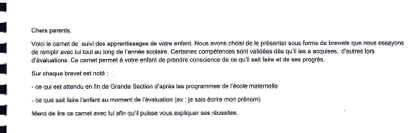 Chers parents,
Voici le carnet de suivi des apprentissages de votre enfant. Nous avons choisi de le présenter sous forme de brevets que nous essayons
de remplir avec lui tout au long de l'année scolaire. Certaines compétences sont validées dès qu'il les a acquises, d'autres lors
d'évaluations. Ce carnet permet à votre enfant de prendre conscience de ce qu'il sait faire et de ses progrès.
Sur chaque brevet est noté :
- ce qui est attendu en fin de Grande Section d'après les programmes de l'école maternelle
- ce que sait faire l'enfant au moment de l'évaluation (ex : je sais écrire mon prénom)
Merci de lire ce carnet avec lui afin qu'il puisse vous expliquer ses réussites.